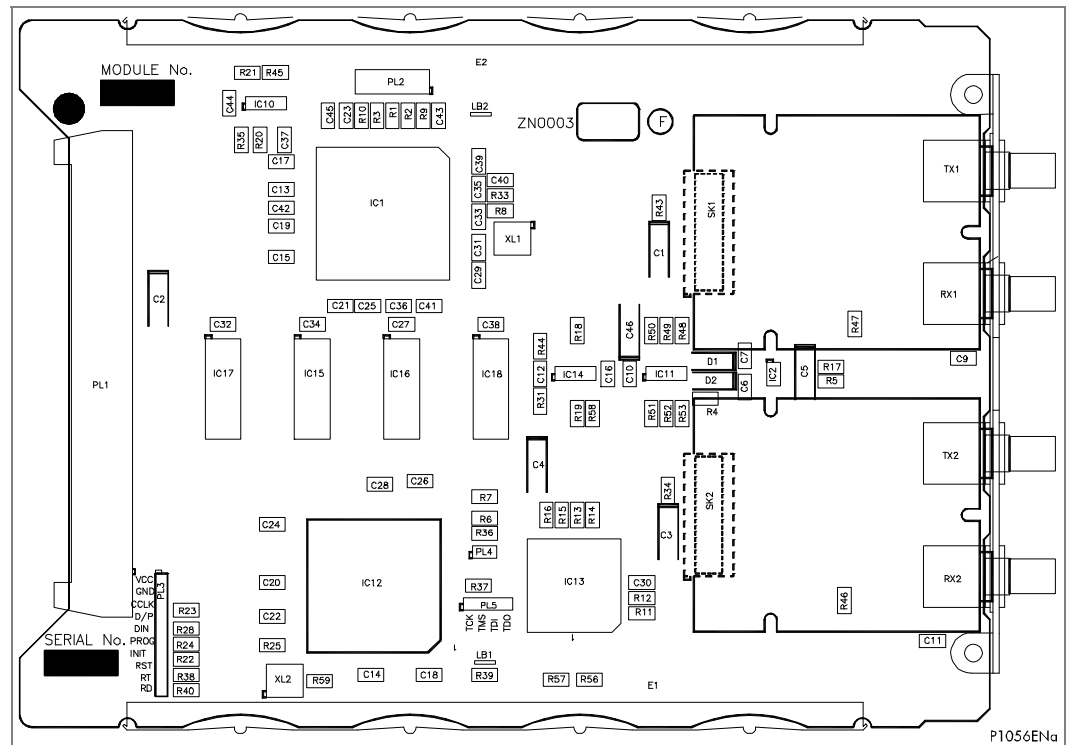 E2
MODULE No.
R21 R45
PL2
C44
IC10
LB2
C45 C23 R10 R3 R1 R2 R9 C43
ZN0003
F
R35 R20 C37
C17
C39
TX1
C13
C40
C35
R33
IC1
SK1
C42
R8
C33
R43
C19
XL1
C31
C1
C15
C29
RX1
C2
C21 C25 C36 C41
C32
C34
C27
C38
R18
C46
R50 R49 R48
R47
R44
C7
C9
D1
PL1
IC17
IC15
IC16
IC18
C12
IC14
C16
C10
IC11
IC2
C5
R17
D2
C6
R5
R31
R4
R19 R58
R51 R52 R53
TX2
C4
C28
C26
R34
SK2
R7
R16 R15 R13 R14
C24
R6
R36
C3
PL4
VCC
GND
CCLK
D/P
DIN
PROG
INIT
RST
RT
RD
PL3
IC12
IC13
C20
R37
C30
RX2
R12
PL5
R11
R46
R23
C22
TCK
TMS
TDI
TDO
R28
SERIAL No.
R24
R25
C11
R22
LB1
R38
C14
C18
R39
R57 R56
XL2
R59
E1
R40
P1056ENa